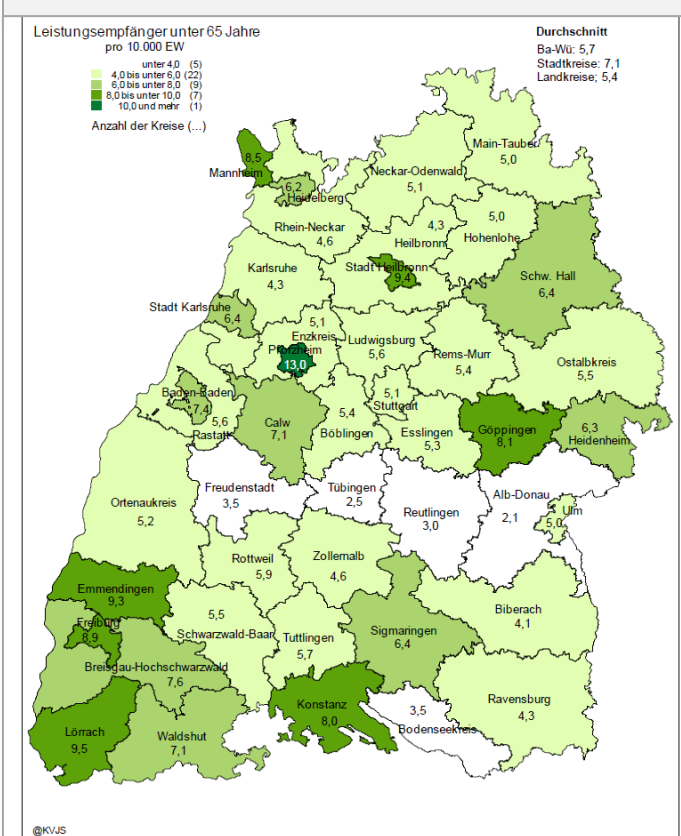 Leistungsempfänger unter 65 Jahre
pro 10.000 EW
unter 4,0 (5)
4,0 bis unter 6,0 (22)
6,0 bis unter 8,0 (9)
8,0 bis unter 10,0 (7)
10,0 und mehr (1)
Anzahl der Kreise (...)
Durchschnitt
Ba-Wü: 5,7
Stadtkreise: 7,1
Landkreise; 5,4
Main-Tauber
5,0
8,5
Mannheim
Neckar-Odenwald
5,1
6,2
Heidelberg
Rhein-Neckar
4,6
4,3
Heilbronn
5,0
Hohenlohe
Karlsruhe
4,3
Stadt Heilbronn
9,4
Schw. Hall
6,4
Stadt Karlsruhe
6,4
5,1
Enzkreis
Pforzheim
13,0
Ludwigsburg
5,6
Rems-Murr
5,4
Ostalbkreis
5,5
Baden-Baden
7,4
5,6
Rastatt
Calw
7,1
5,4
Böblingen
5,1
Stuttgart
Esslingen
5,3
Göppingen
8,1
6,3
Heidenheim
Freudenstadt
3,5
Tübingen
2,5
Reutlingen
3,0
Alb-Donau
2,1
Ulm
5,0
Ortenaukreis
5,2
Rottweil
5,9
Zollernalb
4,6
Emmendingen
9,3
Freiburg
8,9
5,5
Schwarzwald-Baar
Tuttlingen
5,7
Sigmaringen
6,4
Biberach
4,1
Breisgau-Hochschwarzwald
7,6
Konstanz
8,0
3,5
Bodenseekreis
Ravensburg
4,3
Lörrach
9,5
Waldshut
7,1
@KVJS